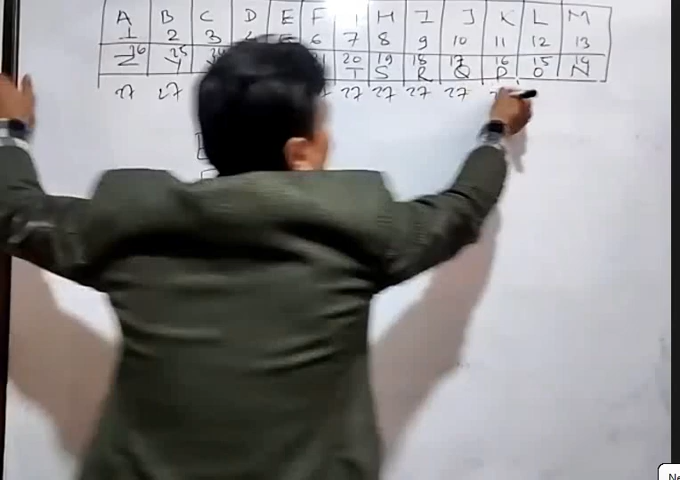 A B C D E F H I J K L M
1 2 3 6 7 8 9 10 11 12 13
26 25 20 19 18 17 16 15 14
Z Y T S R Q P O N
27 27 27 27 27 27
Ne